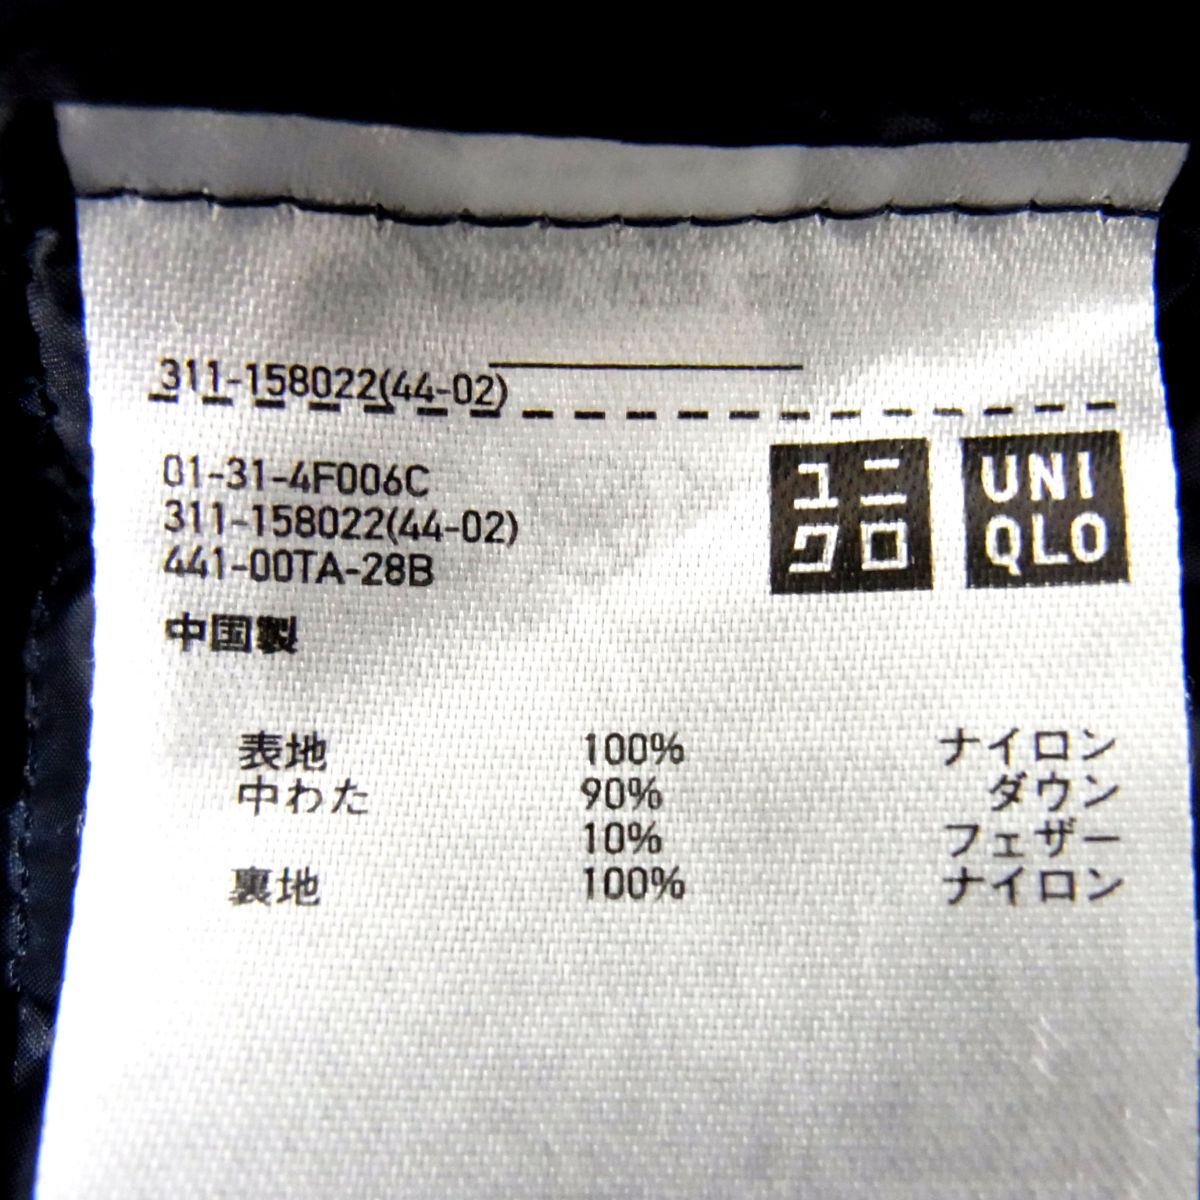 311-158022(44-02)
01-31-4F006C
311-158022(44-02)
441-00TA-28B
ユニ
クロ
UNI
QLO
中国製
表地 100% ナイロン
中わた 90% ダウン
10% フェザー
裏地 100% ナイロン